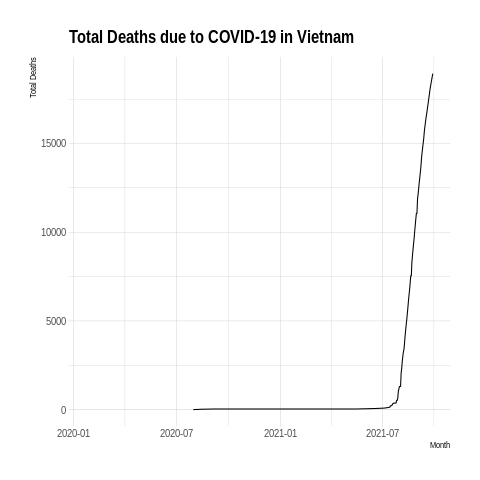 Total Deaths due to COVID-19 in Vietnam
Total Deaths
15000
10000
5000
0
2020-01 2020-07 2021-01 2021-07
Month